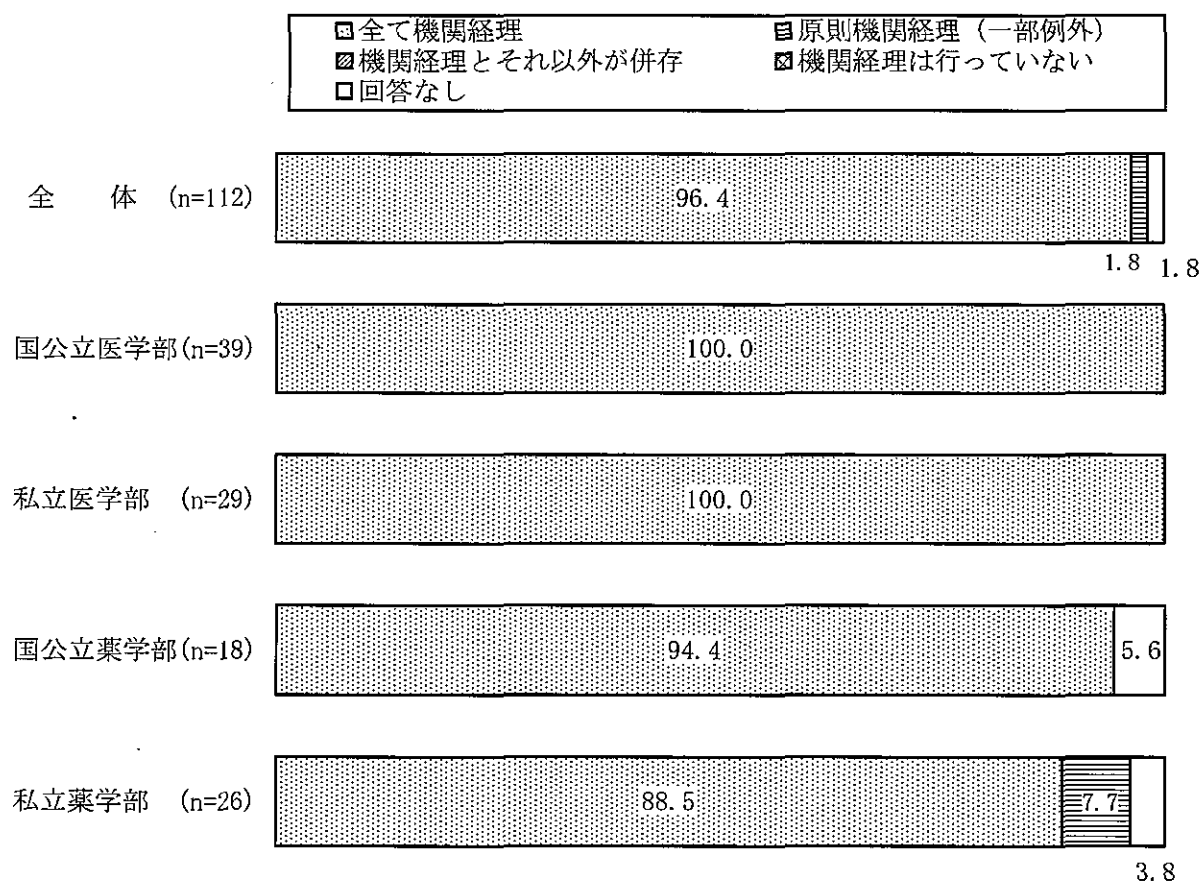 全て機関経理 原則機関経理（一部例外）
機関経理とそれ以外が併存 機関経理は行っていない
回答なし
全　体 (n=112) 96.4
1.8 1.8
国公立医学部(n=39) 100.0
私立医学部 (n=29) 100.0
国公立薬学部(n=18) 94.4 5.6
私立薬学部 (n=26) 88.5 7.7
3.8